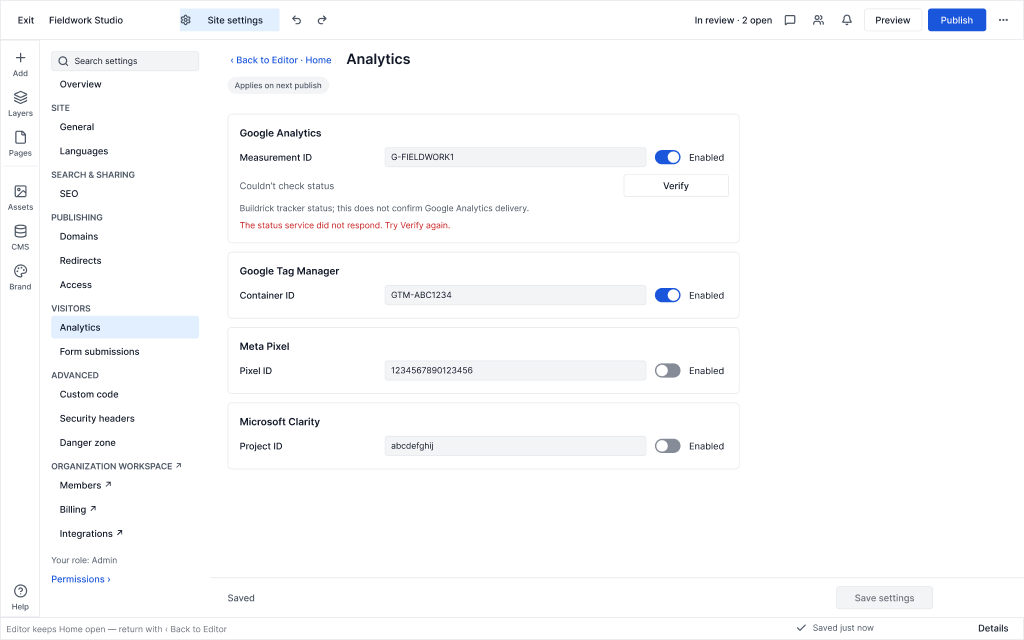 Exit Fieldwork Studio Site settings In review · 2 open Preview Publish
Add
Layers
Pages
Assets
CMS
Brand
Help
Search settings
Overview
SITE
General
Languages
SEARCH & SHARING
SEO
PUBLISHING
Domains
Redirects
Access
VISITORS
Analytics
Form submissions
ADVANCED
Custom code
Security headers
Danger zone
ORGANIZATION WORKSPACE ↗
Members ↗
Billing ↗
Integrations ↗
Your role: Admin
Permissions ›
‹ Back to Editor · Home Analytics
Applies on next publish
Google Analytics
Measurement ID G-FIELDWORK1 Enabled
Couldn't check status Verify
Buildrick tracker status; this does not confirm Google Analytics delivery.
The status service did not respond. Try Verify again.
Google Tag Manager
Container ID GTM-ABC1234 Enabled
Meta Pixel
Pixel ID 1234567890123456 Enabled
Microsoft Clarity
Project ID abcdefghij Enabled
Saved Save settings
Editor keeps Home open — return with ‹ Back to Editor Saved just now Details